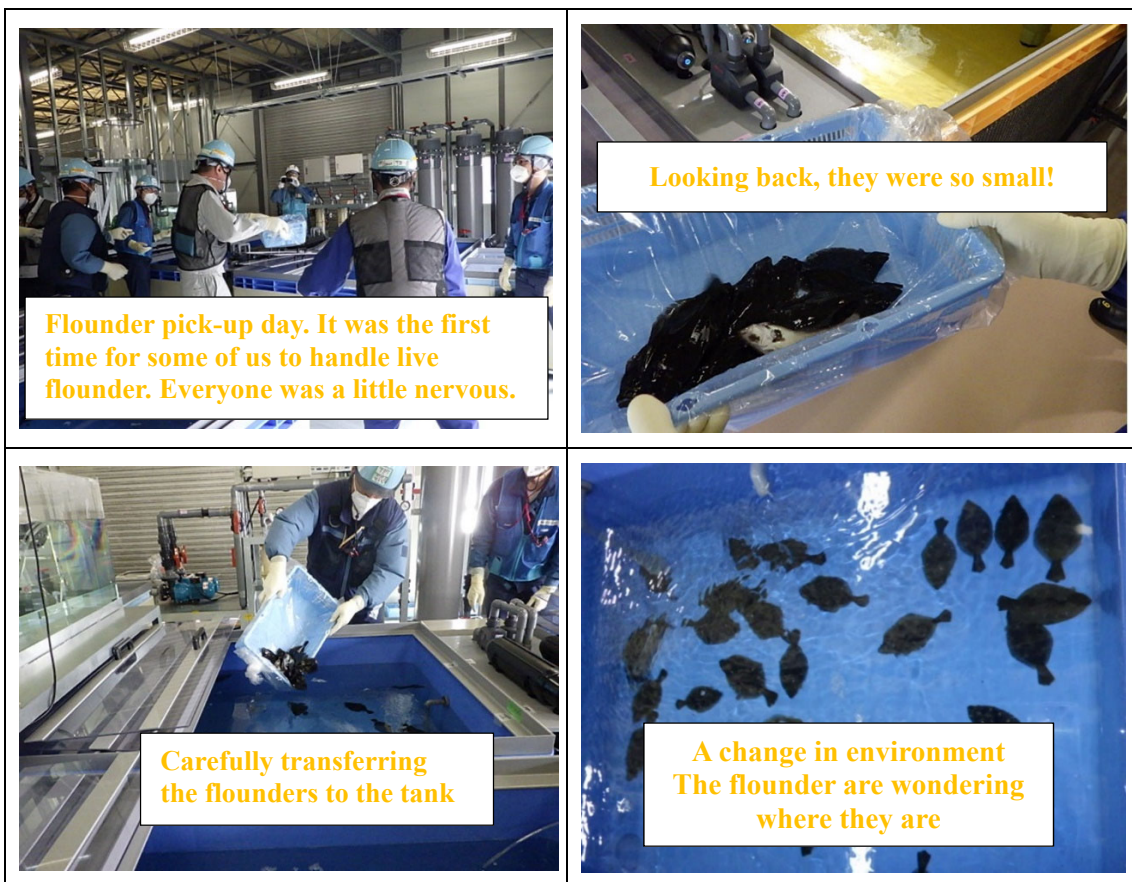 Flounder pick-up day. It was the first
time for some of us to handle live
flounder. Everyone was a little nervous.
Looking back, they were so small!
Carefully transferring
the flounders to the tank
A change in environment
The flounder are wondering
where they are